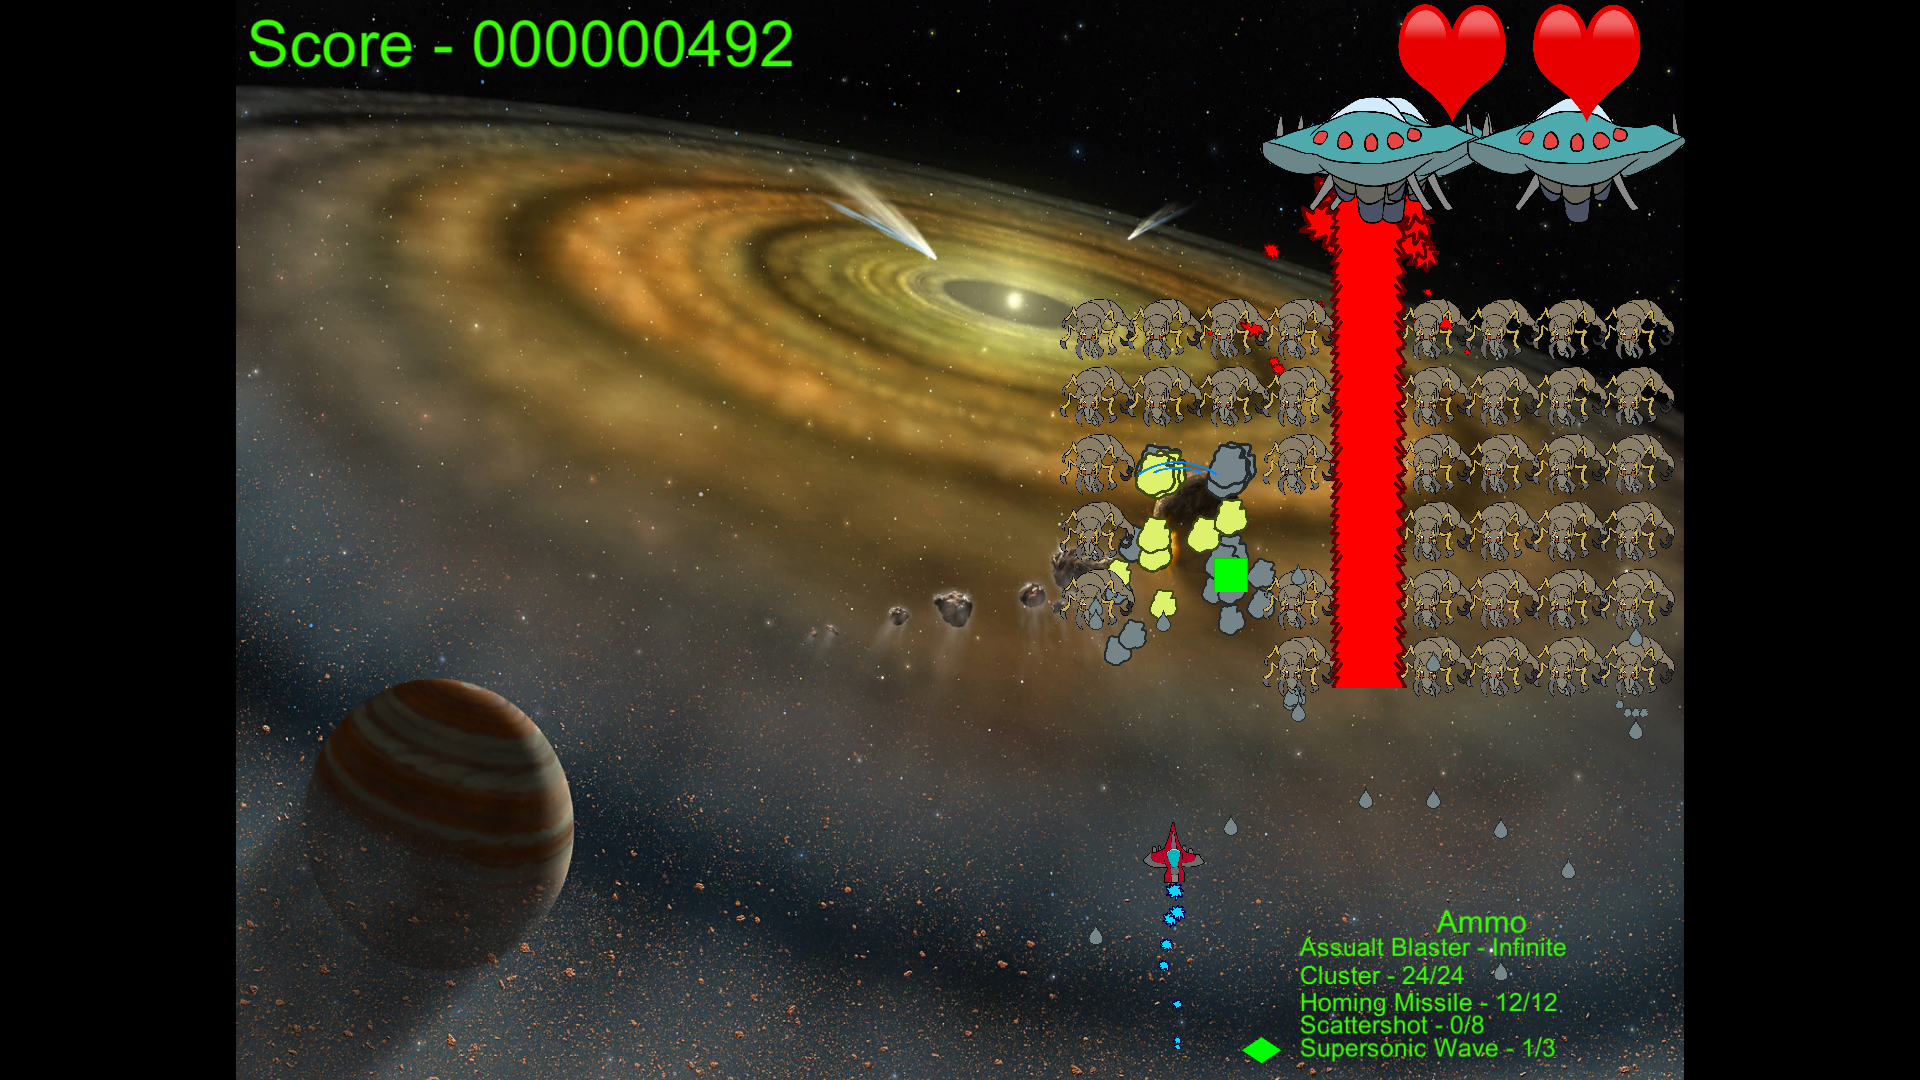 Score - 000000492
Ammo
Assualt Blaster - Infinite
Cluster - 24/24
Homing Missile - 12/12
Scattershot - 0/8
Supersonic Wave - 1/3